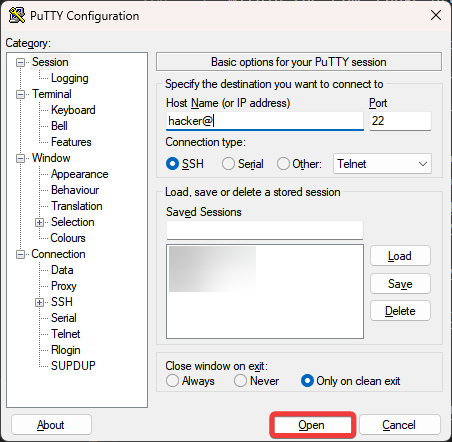 PuTTY Configuration
Category:
Session
Logging
Terminal
Keyboard
Bell
Features
Window
Appearance
Behaviour
Translation
Selection
Colours
Connection
Data
Proxy
SSH
Serial
Telnet
Rlogin
SUPDUP
Basic options for your PuTTY session
Specify the destination you want to connect to
Host Name (or IP address) Port
hacker@ 22
Connection type:
SSH Serial Other: Telnet
Load, save or delete a stored session
Saved Sessions
Load
Save
Delete
Close window on exit:
Always Never Only on clean exit
About Open Cancel